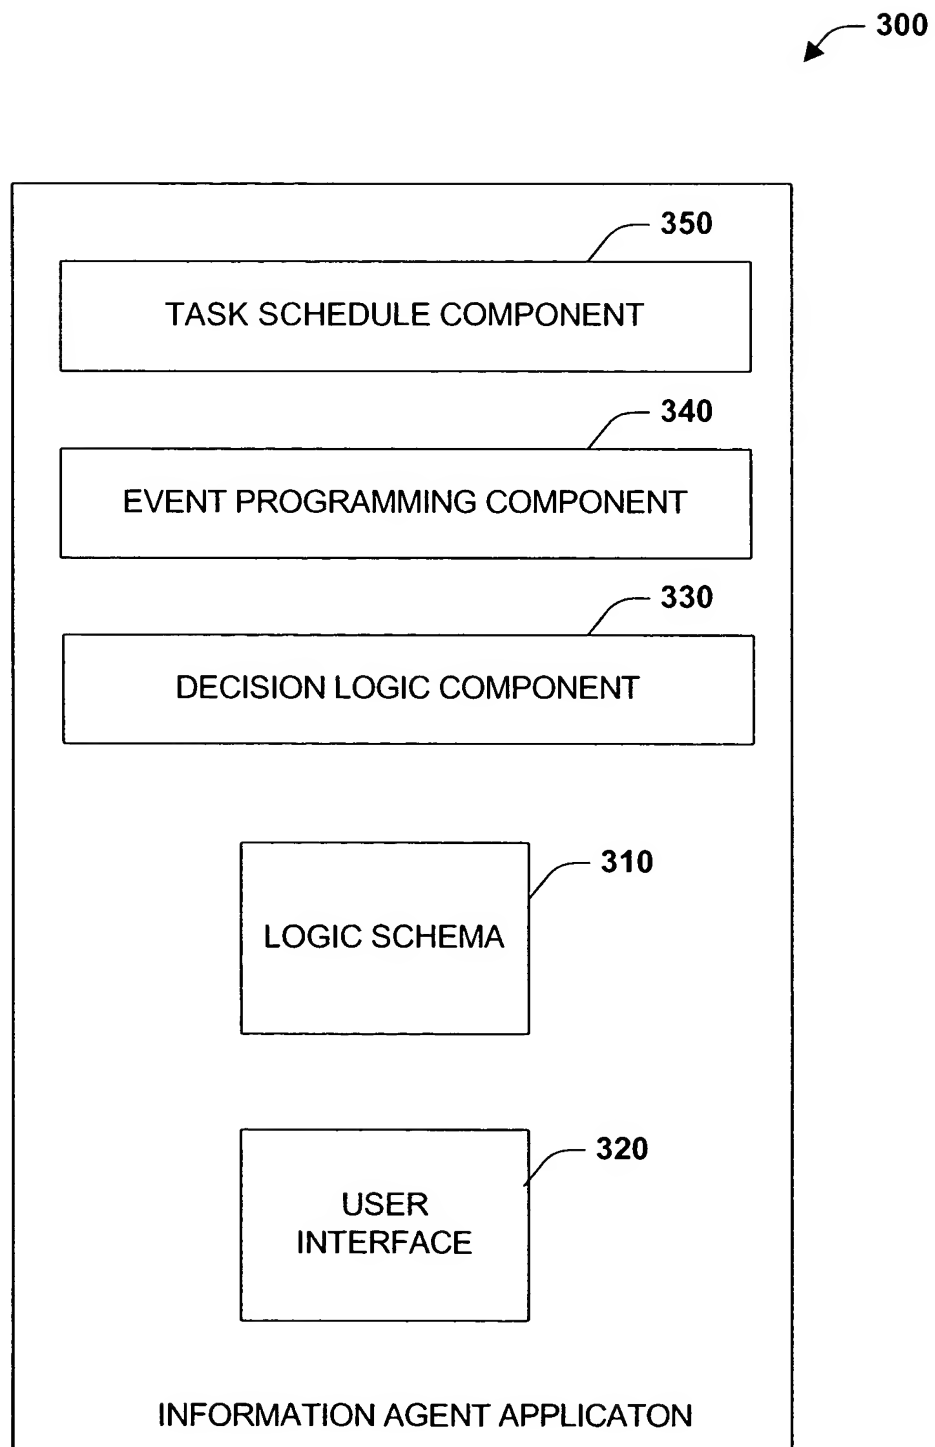 300
350
TASK SCHEDULE COMPONENT
340
EVENT PROGRAMMING COMPONENT
330
DECISION LOGIC COMPONENT
310
LOGIC SCHEMA
320
USER
INTERFACE
INFORMATION AGENT APPLICATON